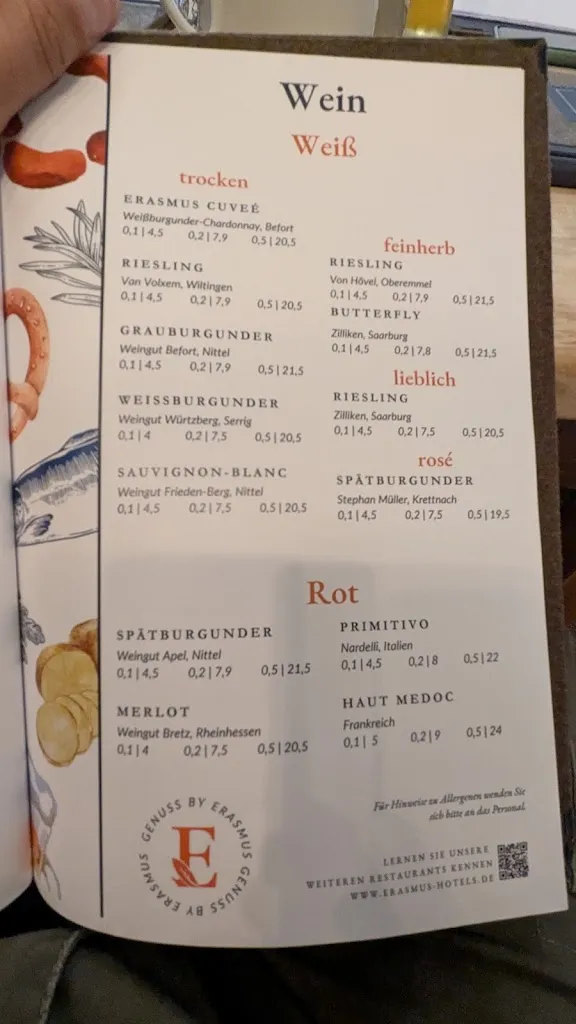 Wein
Weiß
trocken
ERASMUS CUVEÉ
Weißburgunder-Chardonnay, Befort
0,1 | 4,5 0,2 | 7,9 0,5 | 20,5
RIESLING
Van Volxem, Wiltingen
0,1 | 4,5 0,2 | 7,9 0,5 | 20,5
GRAUBURGUNDER
Weingut Befort, Nittel
0,1 | 4,5 0,2 | 7,9 0,5 | 21,5
WEISSBURGUNDER
Weingut Würtzberg, Serrig
0,1 | 4 0,2 | 7,5 0,5 | 20,5
SAUVIGNON-BLANC
Weingut Frieden-Berg, Nittel
0,1 | 4,5 0,2 | 7,5 0,5 | 20,5
feinherb
RIESLING
Von Hövel, Oberemmel
0,1 | 4,5 0,2 | 7,9 0,5 | 21,5
BUTTERFLY
Zilliken, Saarburg
0,1 | 4,5 0,2 | 7,8 0,5 | 21,5
lieblich
RIESLING
Zilliken, Saarburg
0,1 | 4,5 0,2 | 7,5 0,5 | 20,5
rosé
SPÄTBURGUNDER
Stephan Müller, Krettnach
0,1 | 4,5 0,2 | 7,5 0,5 | 19,5
Rot
SPÄTBURGUNDER
Weingut Apel, Nittel
0,1 | 4,5 0,2 | 7,9 0,5 | 21,5
MERLOT
Weingut Bretz, Rheinhessen
0,1 | 4 0,2 | 7,5 0,5 | 20,5
PRIMITIVO
Nardelli, Italien
0,1 | 4,5 0,2 | 8 0,5 | 22
HAUT MEDOC
Frankreich
0,1 | 5 0,2 | 9 0,5 | 24
GENUSS BY ERASMUS GENUSS BY ERASMUS
E
Für Hinweise zu Allergenen wenden Sie
sich bitte an das Personal.
LERNEN SIE UNSERE
WEITEREN RESTAURANTS KENNEN
WWW.ERASMUS-HOTELS.DE